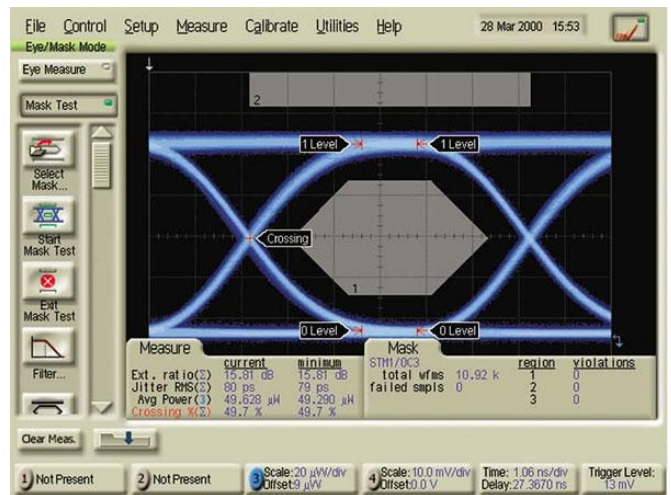 File Control Setup Measure Calibrate Utilities Help 28 Mar 2000 15:53
Eye/Mask Mode
Eye Measure
Mask Test
Select
Mask...
Start
Mask Test
Exit
Mask Test
Filter...
2
1 Level 1 Level
Crossing
1
0 Level 0 Level
Measure
current minimum
Ext. ratio(Σ) 15.81 dB 15.81 dB
Jitter RMS(Σ) 80 ps 79 ps
Avg Power(3) 49.628 µW 49.290 µW
Crossing %(Σ) 49.7 % 49.7 %
Mask
STM1/OC3 region violations
total wfms 10.92 k 1 0
failed smpls 0 2 0
3 0
Clear Meas.
1) Not Present
2) Not Present
3 Scale:20 µW/div
Offset:9 µW
4 Scale: 10.0 mV/div
Offset:0.0 V
Time: 1.06 ns/div
Delay:27.3670 ns
Trigger Level:
13 mV